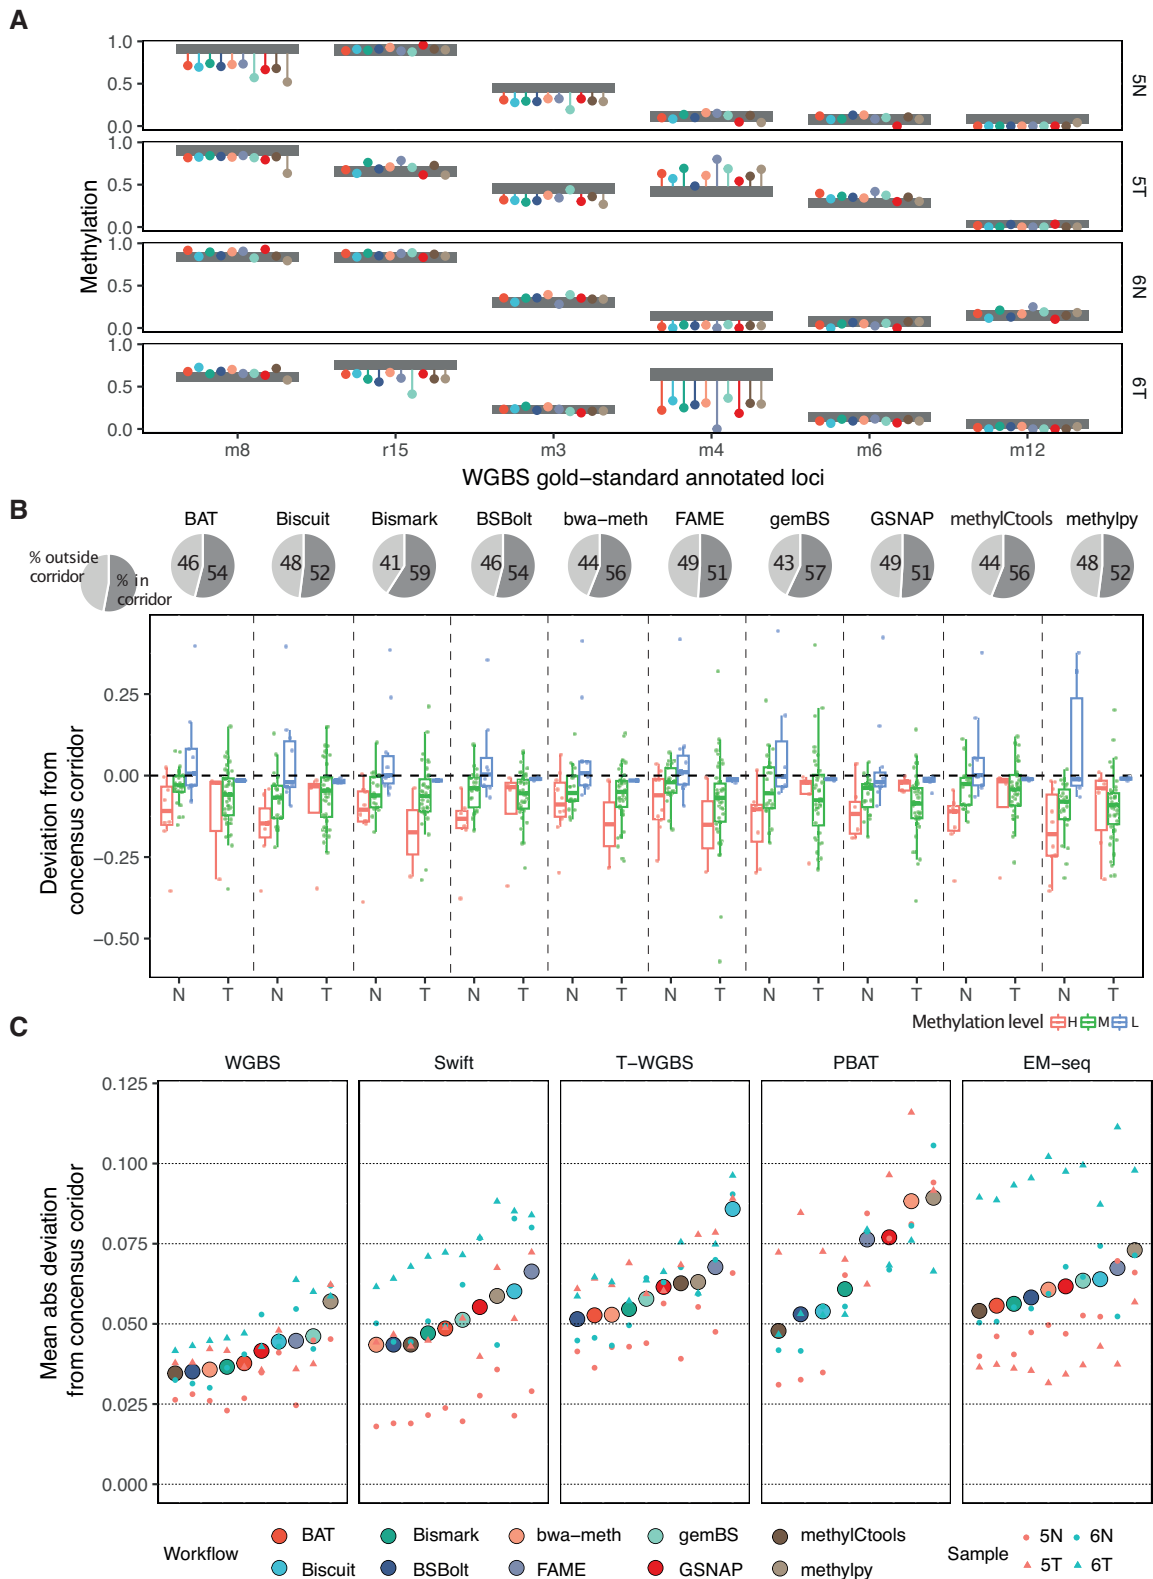 A
Methylation
1.0
0.5
0.0
5N
1.0
0.5
0.0
5T
1.0
0.5
0.0
6N
1.0
0.5
0.0
6T
m8 r15 m3 m4 m6 m12
WGBS gold−standard annotated loci
B
BAT Biscuit Bismark BSBolt bwa−meth FAME gemBS GSNAP methylCtools methylpy
% outside corridor
% in corridor
46 54 48 52 41 59 46 54 44 56 49 51 43 57 49 51 44 56 48 52
Deviation from
concensus corridor
0.25
0.00
−0.25
−0.50
N T N T N T N T N T N T N T N T N T N T
Methylation level H M L
C
WGBS Swift T−WGBS PBAT EM−seq
Mean abs deviation
from concensus corridor
0.125
0.100
0.075
0.050
0.025
0.000
Workflow
BAT Bismark bwa−meth gemBS methylCtools
Biscuit BSBolt FAME GSNAP methylpy
Sample
5N 6N
5T 6T